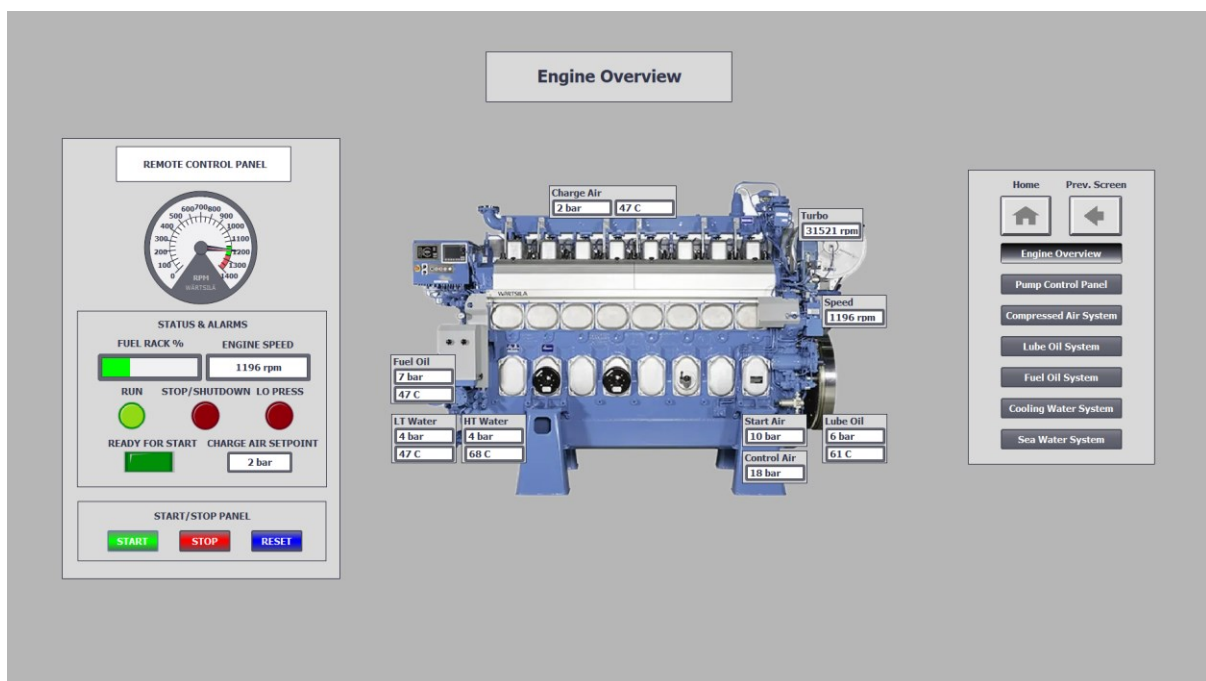 Engine Overview
REMOTE CONTROL PANEL
0
100
200
300
400
500
600
700
800
900
1000
1100
1200
1300
1400
RPM
WÄRTSILÄ
STATUS & ALARMS
FUEL RACK % ENGINE SPEED
1196 rpm
RUN STOP/SHUTDOWN LO PRESS
READY FOR START CHARGE AIR SETPOINT
2 bar
START/STOP PANEL
START STOP RESET
Charge Air
2 bar 47 C
Turbo
31521 rpm
WÄRTSILÄ
Speed
1196 rpm
Fuel Oil
7 bar
47 C
LT Water
4 bar
47 C
HT Water
4 bar
68 C
Start Air
10 bar
Control Air
18 bar
Lube Oil
6 bar
61 C
Home Prev. Screen
Engine Overview
Pump Control Panel
Compressed Air System
Lube Oil System
Fuel Oil System
Cooling Water System
Sea Water System